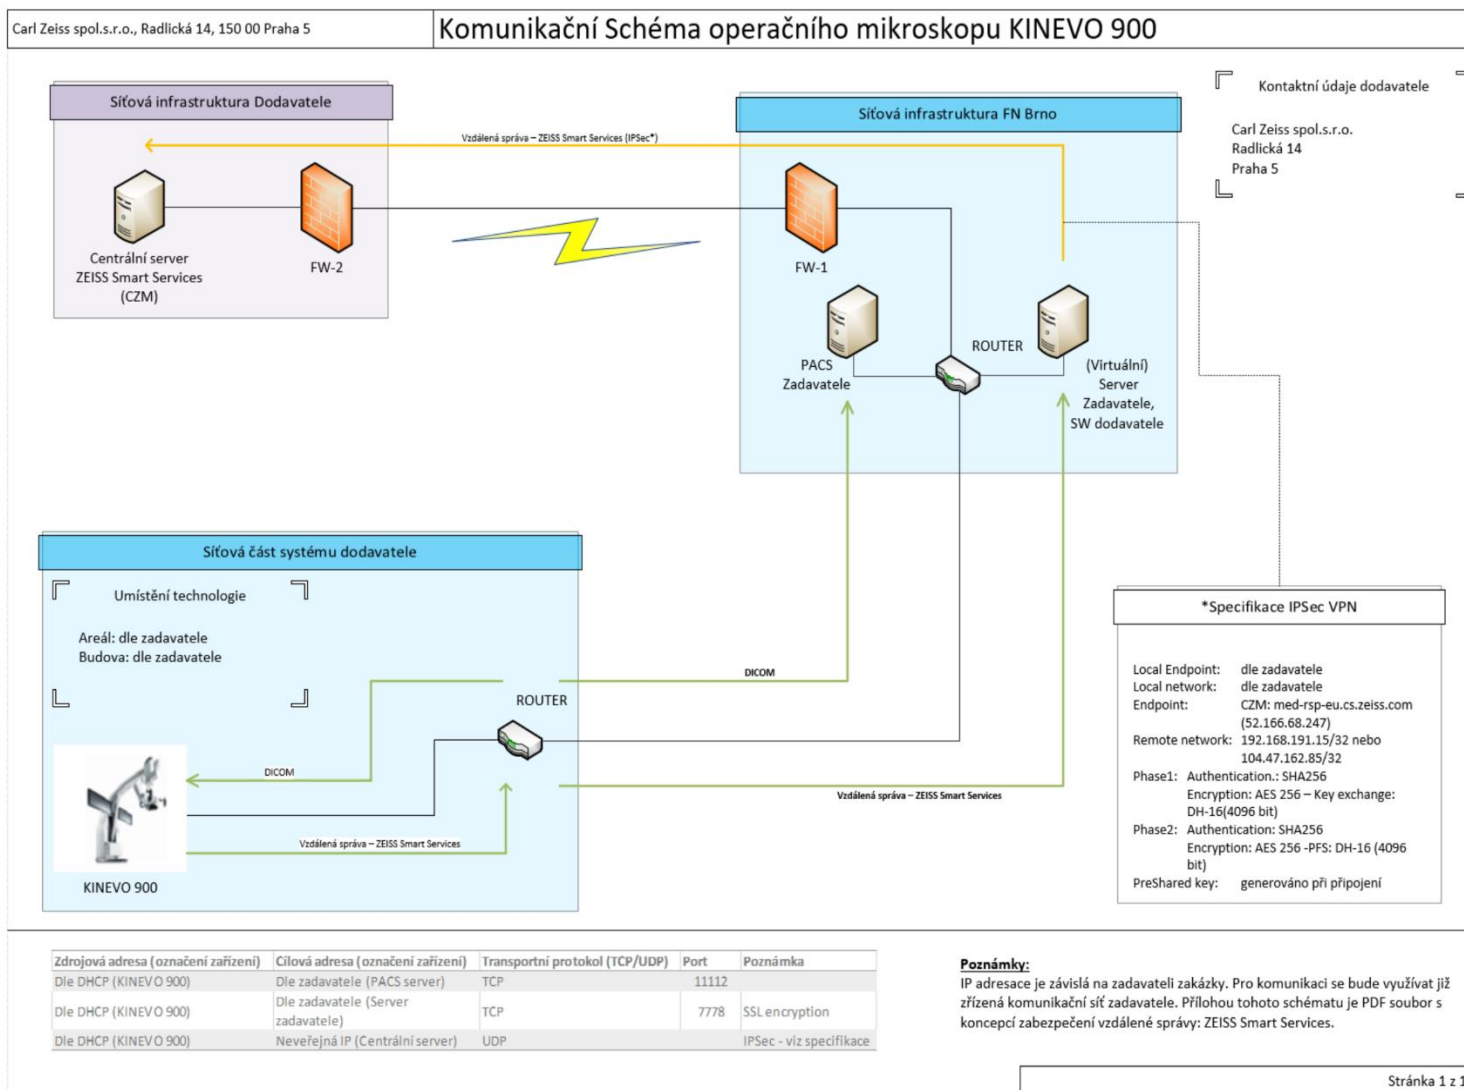 Carl Zeiss spol.s.r.o., Radlická 14, 150 00 Praha 5
Komunikační Schéma operačního mikroskopu KINEVO 900
Síťová infrastruktura Dodavatele
Vzdálená správa – ZEISS Smart Services (IPSec*)
Centrální server
ZEISS Smart Services
(CZM)
FW-2
Síťová infrastruktura FN Brno
FW-1
PACS
Zadavatele
ROUTER
(Virtuální)
Server
Zadavatele,
SW dodavatele
Kontaktní údaje dodavatele
Carl Zeiss spol.s.r.o.
Radlická 14
Praha 5
Síťová část systému dodavatele
Umístění technologie
Areál: dle zadavatele
Budova: dle zadavatele
DICOM
ROUTER
DICOM
Vzdálená správa – ZEISS Smart Services
Vzdálená správa – ZEISS Smart Services
KINEVO 900
*Specifikace IPSec VPN
Local Endpoint: dle zadavatele
Local network: dle zadavatele
Endpoint: CZM: med-rsp-eu.cs.zeiss.com
(52.166.68.247)
Remote network: 192.168.191.15/32 nebo
104.47.162.85/32
Phase1: Authentication.: SHA256
Encryption: AES 256 – Key exchange:
DH-16(4096 bit)
Phase2: Authentication: SHA256
Encryption: AES 256 -PFS: DH-16 (4096
bit)
PreShared key: generováno při připojení
Zdrojová adresa (označení zařízení) Cílová adresa (označení zařízení) Transportní protokol (TCP/UDP) Port Poznámka
Dle DHCP (KINEVO 900) Dle zadavatele (PACS server) TCP 11112
Dle DHCP (KINEVO 900) Dle zadavatele (Server zadavatele) TCP 7778 SSL encryption
Dle DHCP (KINEVO 900) Neveřejná IP (Centrální server) UDP IPSec - viz specifikace
Poznámky:
IP adresace je závislá na zadavateli zakázky. Pro komunikaci se bude využívat již
zřízená komunikační síť zadavatele. Přílohou tohoto schématu je PDF soubor s
koncepcí zabezpečení vzdálené správy: ZEISS Smart Services.
Stránka 1 z 1